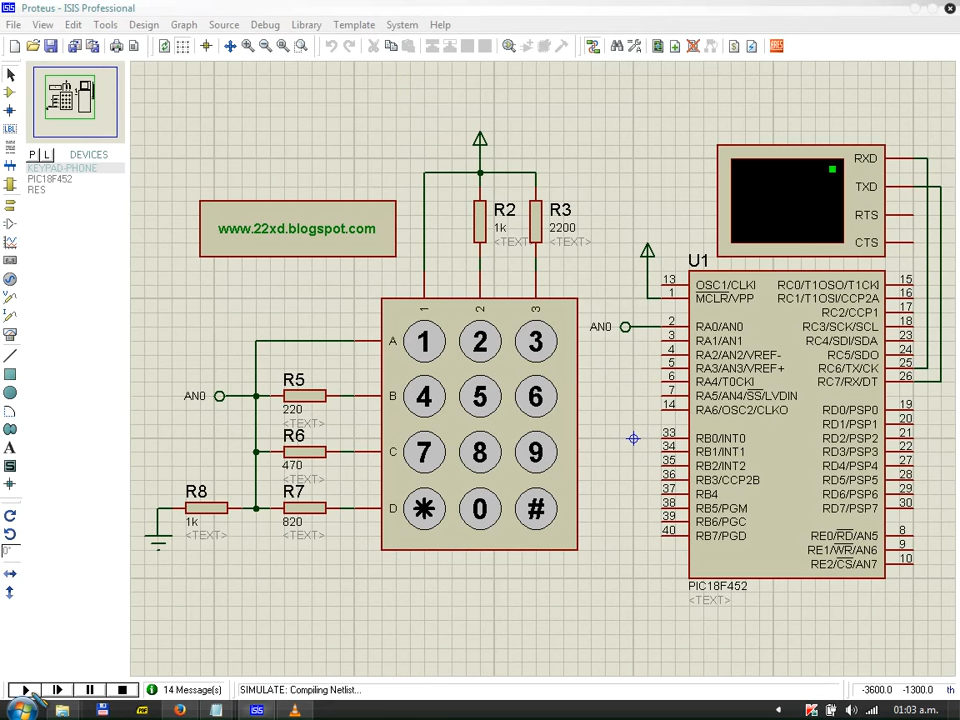 Proteus - ISIS Professional
File View Edit Tools Design Graph Source Debug Library Template System Help
LBL
P L DEVICES
KEYPAD-PHONE
PIC18F452
RES
A
0°
www.22xd.blogspot.com
R2
1k
<TEXT>
R3
2200
<TEXT>
1 2 3
A 1 2 3
B 4 5 6
C 7 8 9
D * 0 #
AN0
R5
220
<TEXT>
R6
470
<TEXT>
R7
820
<TEXT>
R8
1k
<TEXT>
RXD
TXD
RTS
CTS
U1
AN0
13 OSC1/CLKI RC0/T1OSO/T1CKI 15
1 MCLR/VPP RC1/T1OSI/CCP2A 16
RC2/CCP1 17
2 RA0/AN0 RC3/SCK/SCL 18
3 RA1/AN1 RC4/SDI/SDA 23
4 RA2/AN2/VREF- RC5/SDO 24
5 RA3/AN3/VREF+ RC6/TX/CK 25
6 RA4/T0CKI RC7/RX/DT 26
7 RA5/AN4/SS/LVDIN
14 RA6/OSC2/CLKO RD0/PSP0 19
RD1/PSP1 20
33 RB0/INT0 RD2/PSP2 21
34 RB1/INT1 RD3/PSP3 22
35 RB2/INT2 RD4/PSP4 27
36 RB3/CCP2B RD5/PSP5 28
37 RB4 RD6/PSP6 29
38 RB5/PGM RD7/PSP7 30
39 RB6/PGC
40 RB7/PGD RE0/RD/AN5 8
RE1/WR/AN6 9
RE2/CS/AN7 10
PIC18F452
<TEXT>
14 Message(s) SIMULATE: Compiling Netlist... -3600.0 -1300.0 th
01:03 a.m.